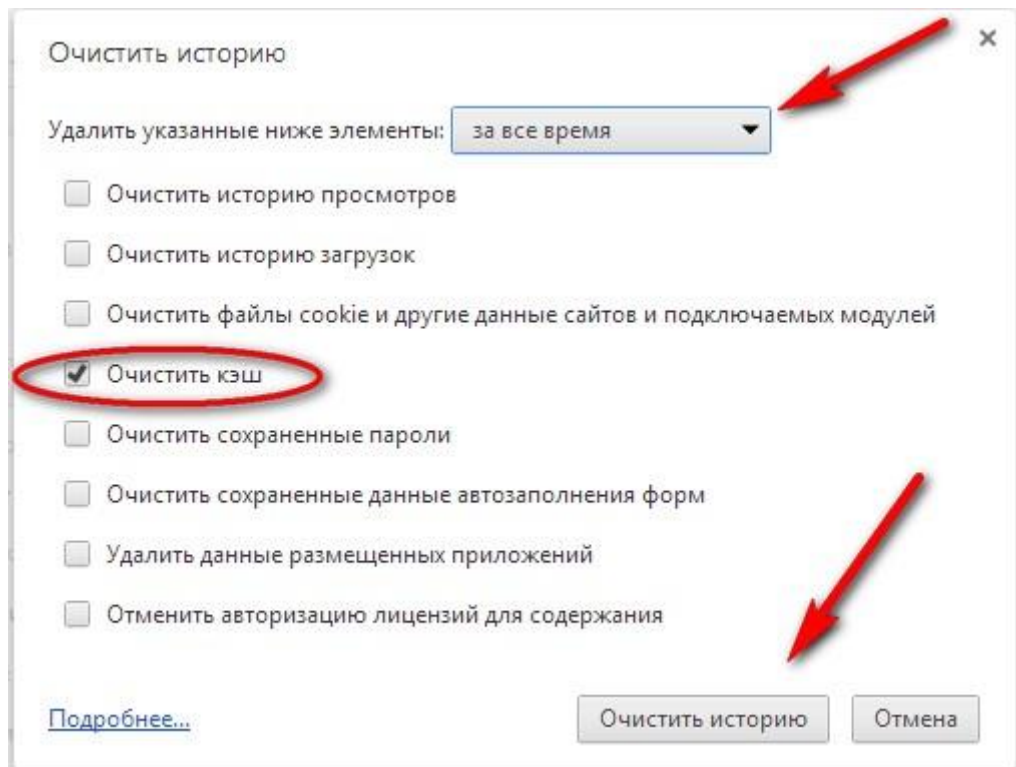 Очистить историю
Удалить указанные ниже элементы: за все время
Очистить историю просмотров
Очистить историю загрузок
Очистить файлы cookie и другие данные сайтов и подключаемых модулей
Очистить кэш
Очистить сохраненные пароли
Очистить сохраненные данные автозаполнения форм
Удалить данные размещенных приложений
Отменить авторизацию лицензий для содержания
Подробнее... Очистить историю Отмена